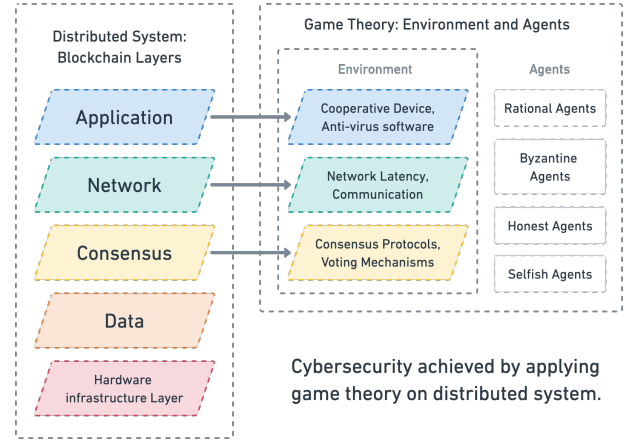 Distributed System:
Blockchain Layers
Application
Network
Consensus
Data
Hardware
infrastructure Layer
Game Theory: Environment and Agents
Environment
Cooperative Device,
Anti-virus software
Network Latency,
Communication
Consensus Protocols,
Voting Mechanisms
Agents
Rational Agents
Byzantine
Agents
Honest Agents
Selfish Agents
Cybersecurity achieved by applying
game theory on distributed system.